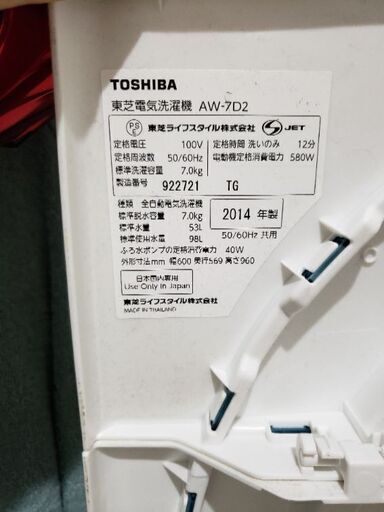 TOSHIBA
東芝電気洗濯機 AW-7D2
PS E 東芝ライフスタイル株式会社 S JET
定格電圧 100V 定格時間 洗いのみ 12分
定格周波数 50/60Hz 電動機定格消費電力 580W
標準洗濯容量 7.0kg
製造番号 922721 TG
種類 全自動電気洗濯機
標準脱水容量 7.0kg 2014 年製
標準水量 53L
標準使用水量 98L 50/60Hz 共用
ふろ水ポンプの定格消費電力 40W
外形寸法mm 幅600 奥行569 高さ960
日本国内専用
Use Only in Japan
東芝ライフスタイル株式会社
MADE IN THAILAND